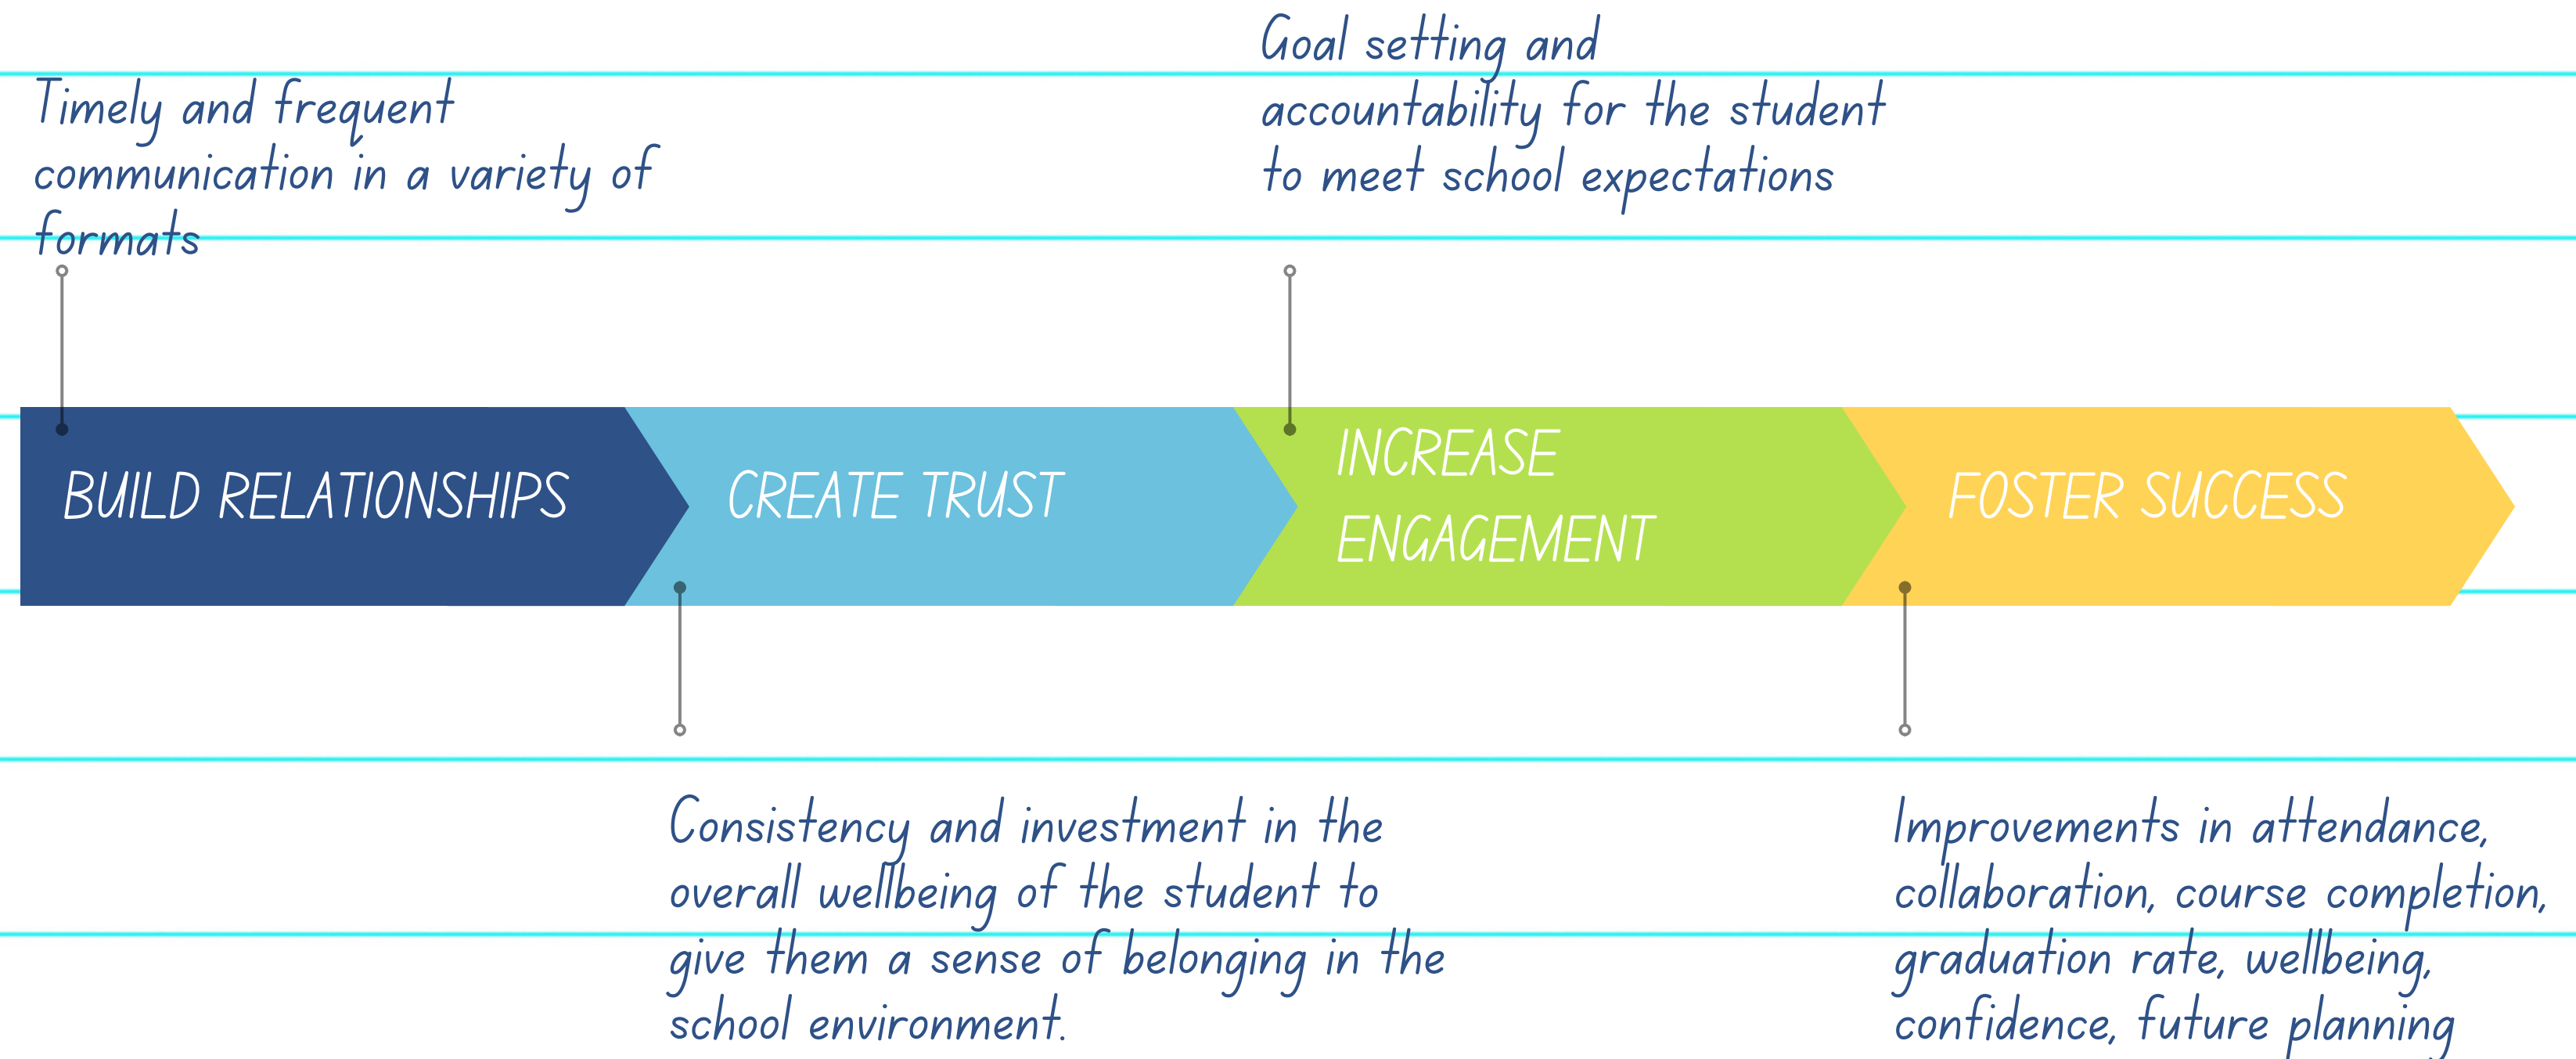 Timely and frequent
communication in a variety of
formats
Goal setting and
accountability for the student
to meet school expectations
BUILD RELATIONSHIPS
CREATE TRUST
INCREASE
ENGAGEMENT
FOSTER SUCCESS
Consistency and investment in the
overall wellbeing of the student to
give them a sense of belonging in the
school environment.
Improvements in attendance,
collaboration, course completion,
graduation rate, wellbeing,
confidence, future planning